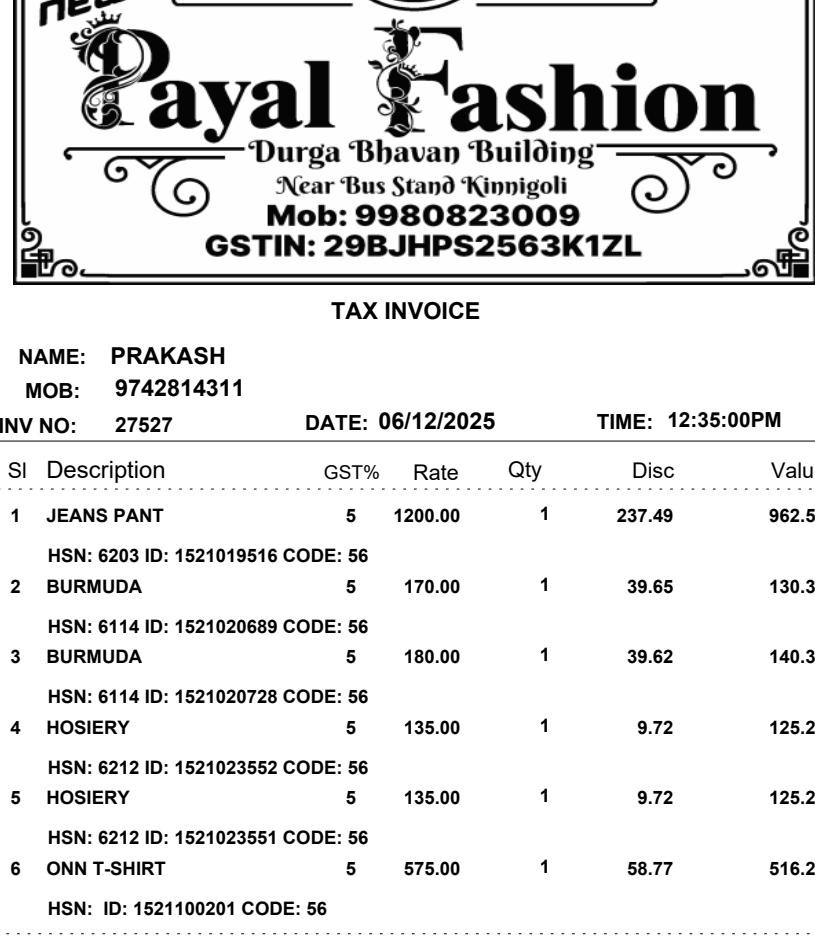 Payal Fashion
Durga Bhavan Building
Near Bus Stand Kinnigoli
Mob: 9980823009
GSTIN: 29BJHPS2563K1ZL
TAX INVOICE
NAME: PRAKASH
MOB: 9742814311
INV NO: 27527 DATE: 06/12/2025 TIME: 12:35:00PM
Sl Description GST% Rate Qty Disc Valu
1 JEANS PANT 5 1200.00 1 237.49 962.5
HSN: 6203 ID: 1521019516 CODE: 56
2 BURMUDA 5 170.00 1 39.65 130.3
HSN: 6114 ID: 1521020689 CODE: 56
3 BURMUDA 5 180.00 1 39.62 140.3
HSN: 6114 ID: 1521020728 CODE: 56
4 HOSIERY 5 135.00 1 9.72 125.2
HSN: 6212 ID: 1521023552 CODE: 56
5 HOSIERY 5 135.00 1 9.72 125.2
HSN: 6212 ID: 1521023551 CODE: 56
6 ONN T-SHIRT 5 575.00 1 58.77 516.2
HSN: ID: 1521100201 CODE: 56